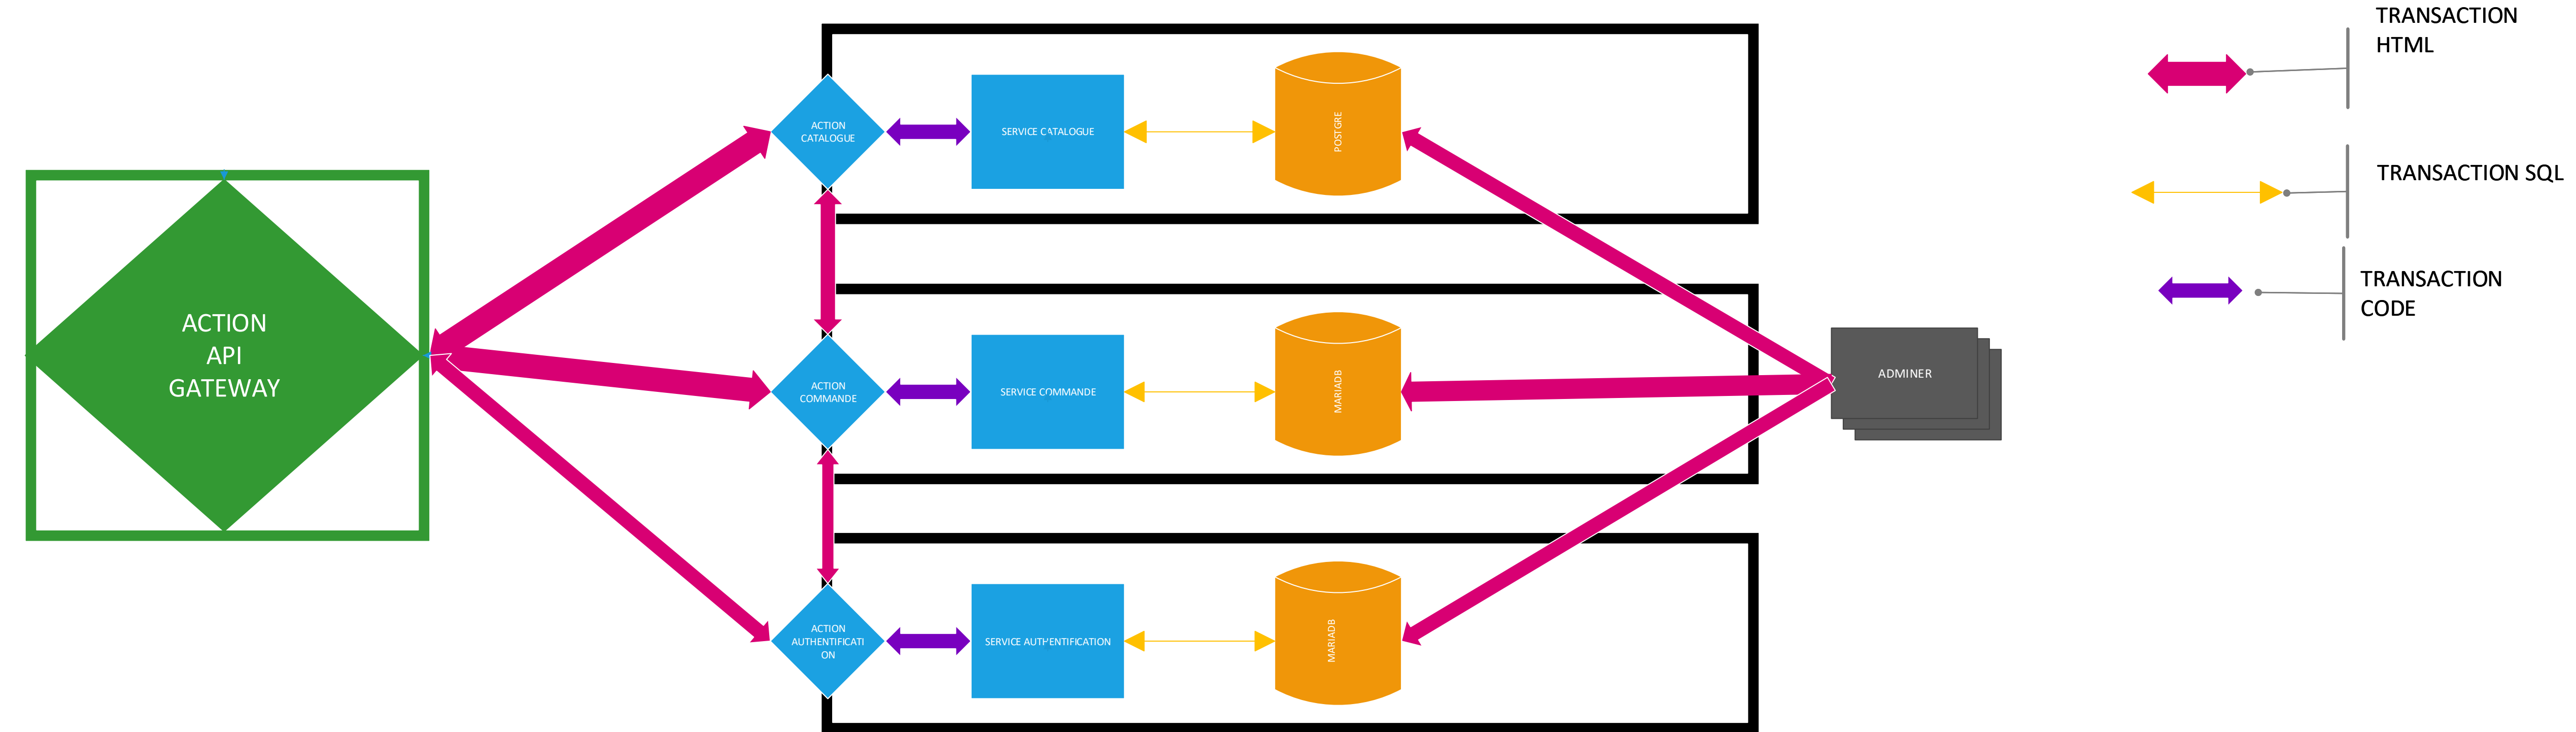 TRANSACTION
HTML
TRANSACTION SQL
TRANSACTION
CODE
ACTION
API
GATEWAY
ACTION
CATALOGUE
SERVICE CATALOGUE
POSTGRE
ACTION
COMMANDE
SERVICE COMMANDE
MARIADB
ADMINER
ACTION
AUTHENTIFICATI
ON
SERVICE AUTHENTIFICATION
MARIADB